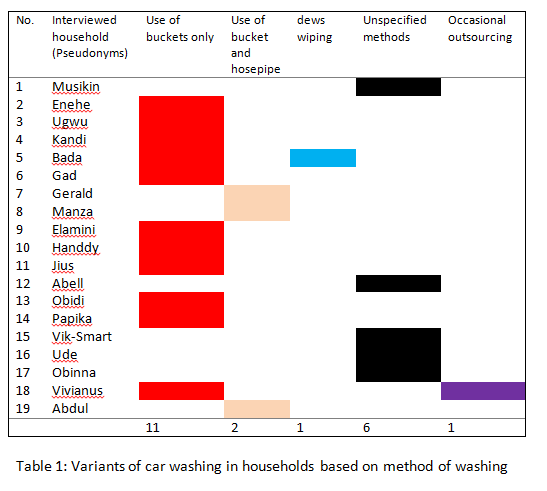 No. Interviewed household (Pseudonyms) Use of buckets only Use of bucket and hosepipe dews wiping Unspecified methods Occasional outsourcing
1 Musikin
2 Enehe
3 Ugwu
4 Kandi
5 Bada
6 Gad
7 Gerald
8 Manza
9 Elamini
10 Handdy
11 Jius
12 Abell
13 Obidi
14 Papika
15 Vik-Smart
16 Ude
17 Obinna
18 Vivianus
19 Abdul
11 2 1 6 1
Table 1: Variants of car washing in households based on method of washing